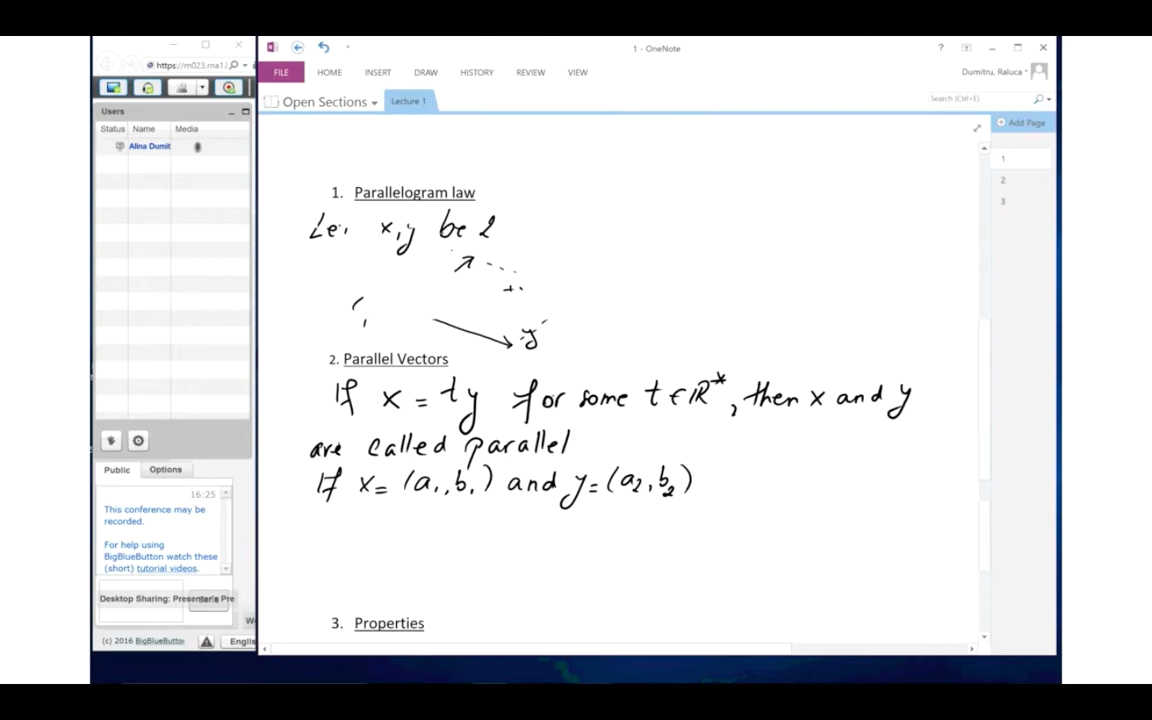 1 - OneNote
https://m023.rna1.l
FILE
HOME
INSERT
DRAW
HISTORY
REVIEW
VIEW
Dumitru, Raluca
Open Sections
Lecture 1
Search (Ctrl+E)
Users
Status Name Media
Alina Dumit
Add Page
1
2
3
1. Parallelogram law
x,y be 2
y
2. Parallel Vectors
If x = ty for some t ∈ ℝ*, then x and y
are called parallel
If x = (a₁, b₁) and y = (a₂, b₂)
3. Properties
Public Options
16:25
This conference may be
recorded.
For help using
BigBlueButton watch these
(short) tutorial videos.
Desktop Sharing: Presenter's Pre
(c) 2016 BigBlueButto
Englis